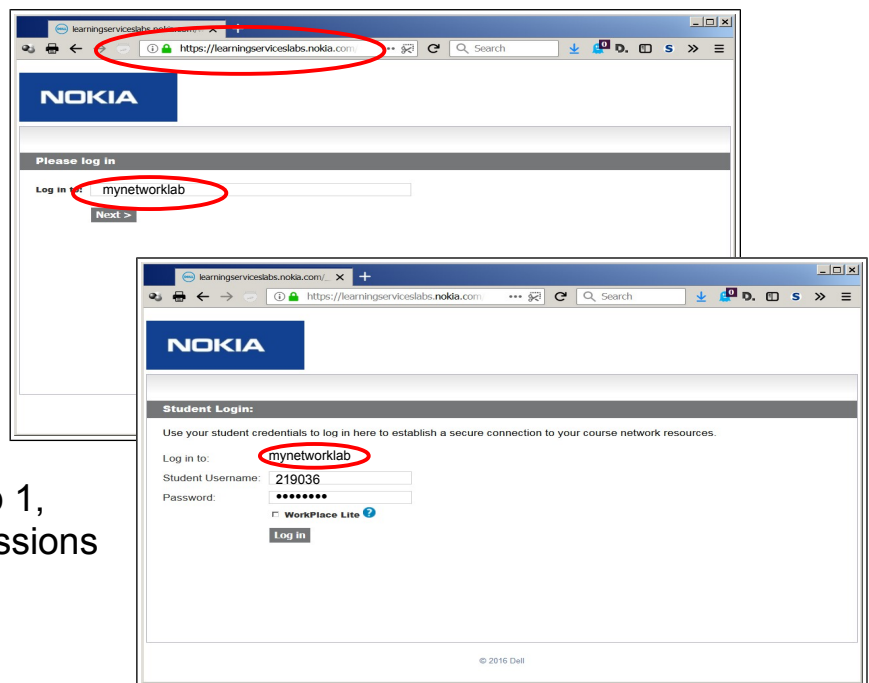 learningserviceslabs.nokia.com/
https://learningserviceslabs.nokia.com/ ... Search 0 D. S
NOKIA
Please log in
Log in to: mynetworklab
Next >
learningserviceslabs.nokia.com/_
https://learningserviceslabs.nokia.com ... Search 0 D. S
NOKIA
Student Login:
Use your student credentials to log in here to establish a secure connection to your course network resources.
Log in to: mynetworklab
Student Username: 219036
Password: ••••••••
WorkPlace Lite ?
Log in
© 2016 Dell
1,
ssions